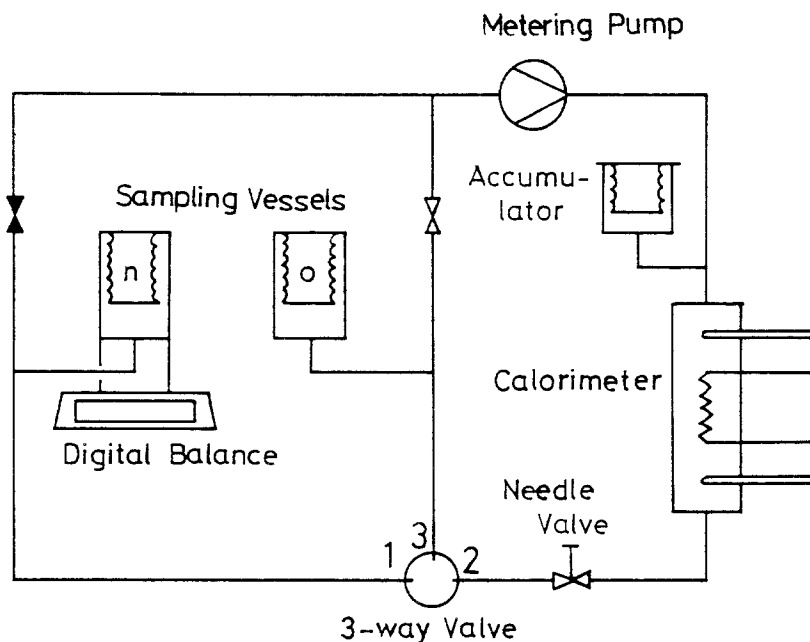 Metering Pump
Accumu-
lator
Sampling Vessels
n
o
Calorimeter
Digital Balance
Needle
Valve
3
1
2
3-way Valve